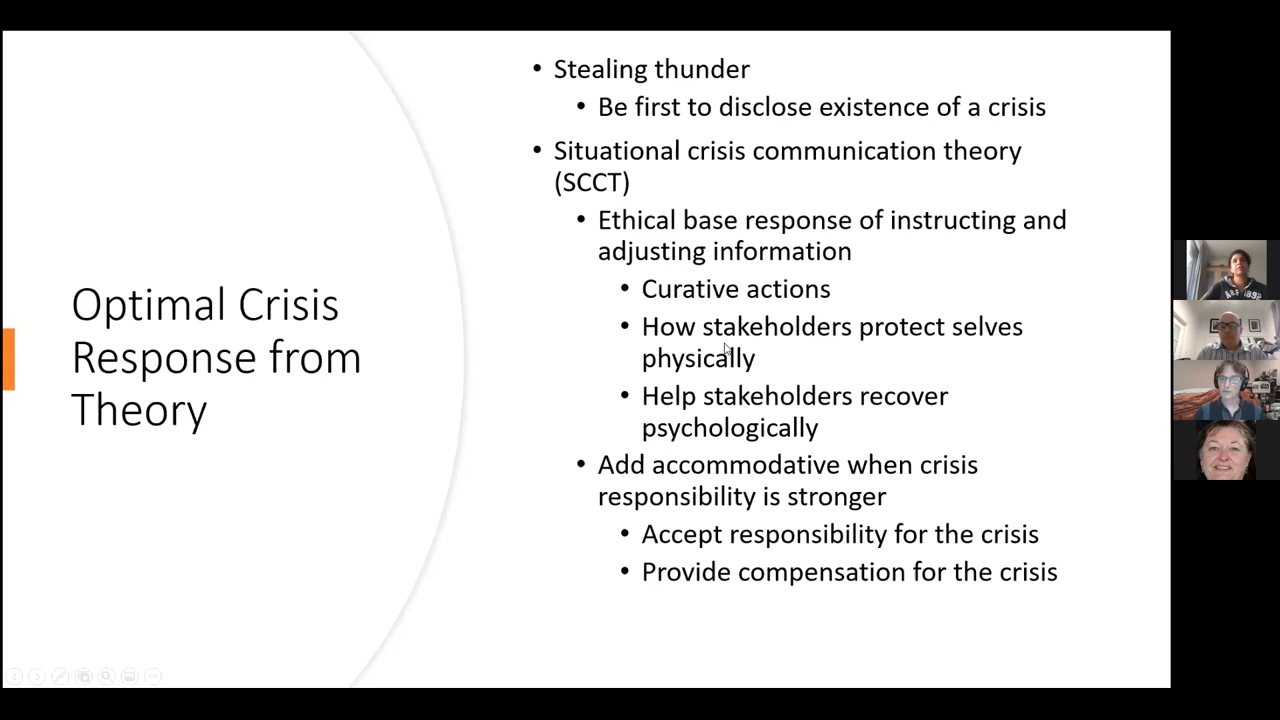 Optimal Crisis
Response from
Theory
• Stealing thunder
• Be first to disclose existence of a crisis
• Situational crisis communication theory
(SCCT)
• Ethical base response of instructing and
adjusting information
• Curative actions
• How stakeholders protect selves
physically
• Help stakeholders recover
psychologically
• Add accommodative when crisis
responsibility is stronger
• Accept responsibility for the crisis
• Provide compensation for the crisis